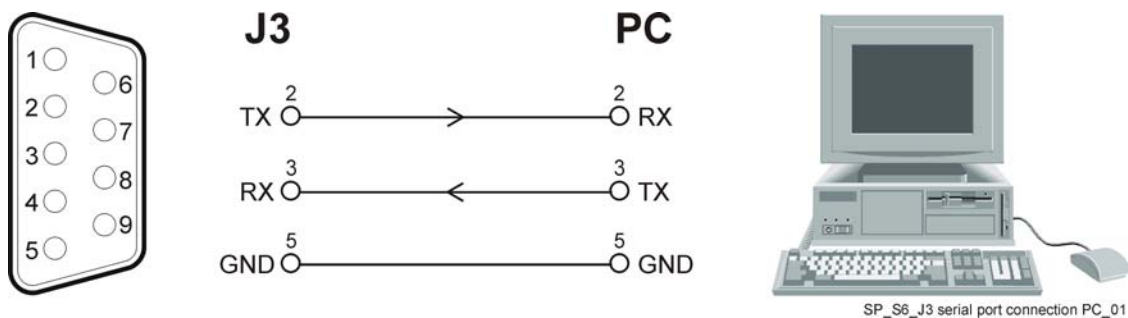 J3 PC
1
6
2
7
3
8
4
9
5
2 2
TX RX
3 3
RX TX
5 5
GND GND
SP_S6_J3 serial port connection PC_01